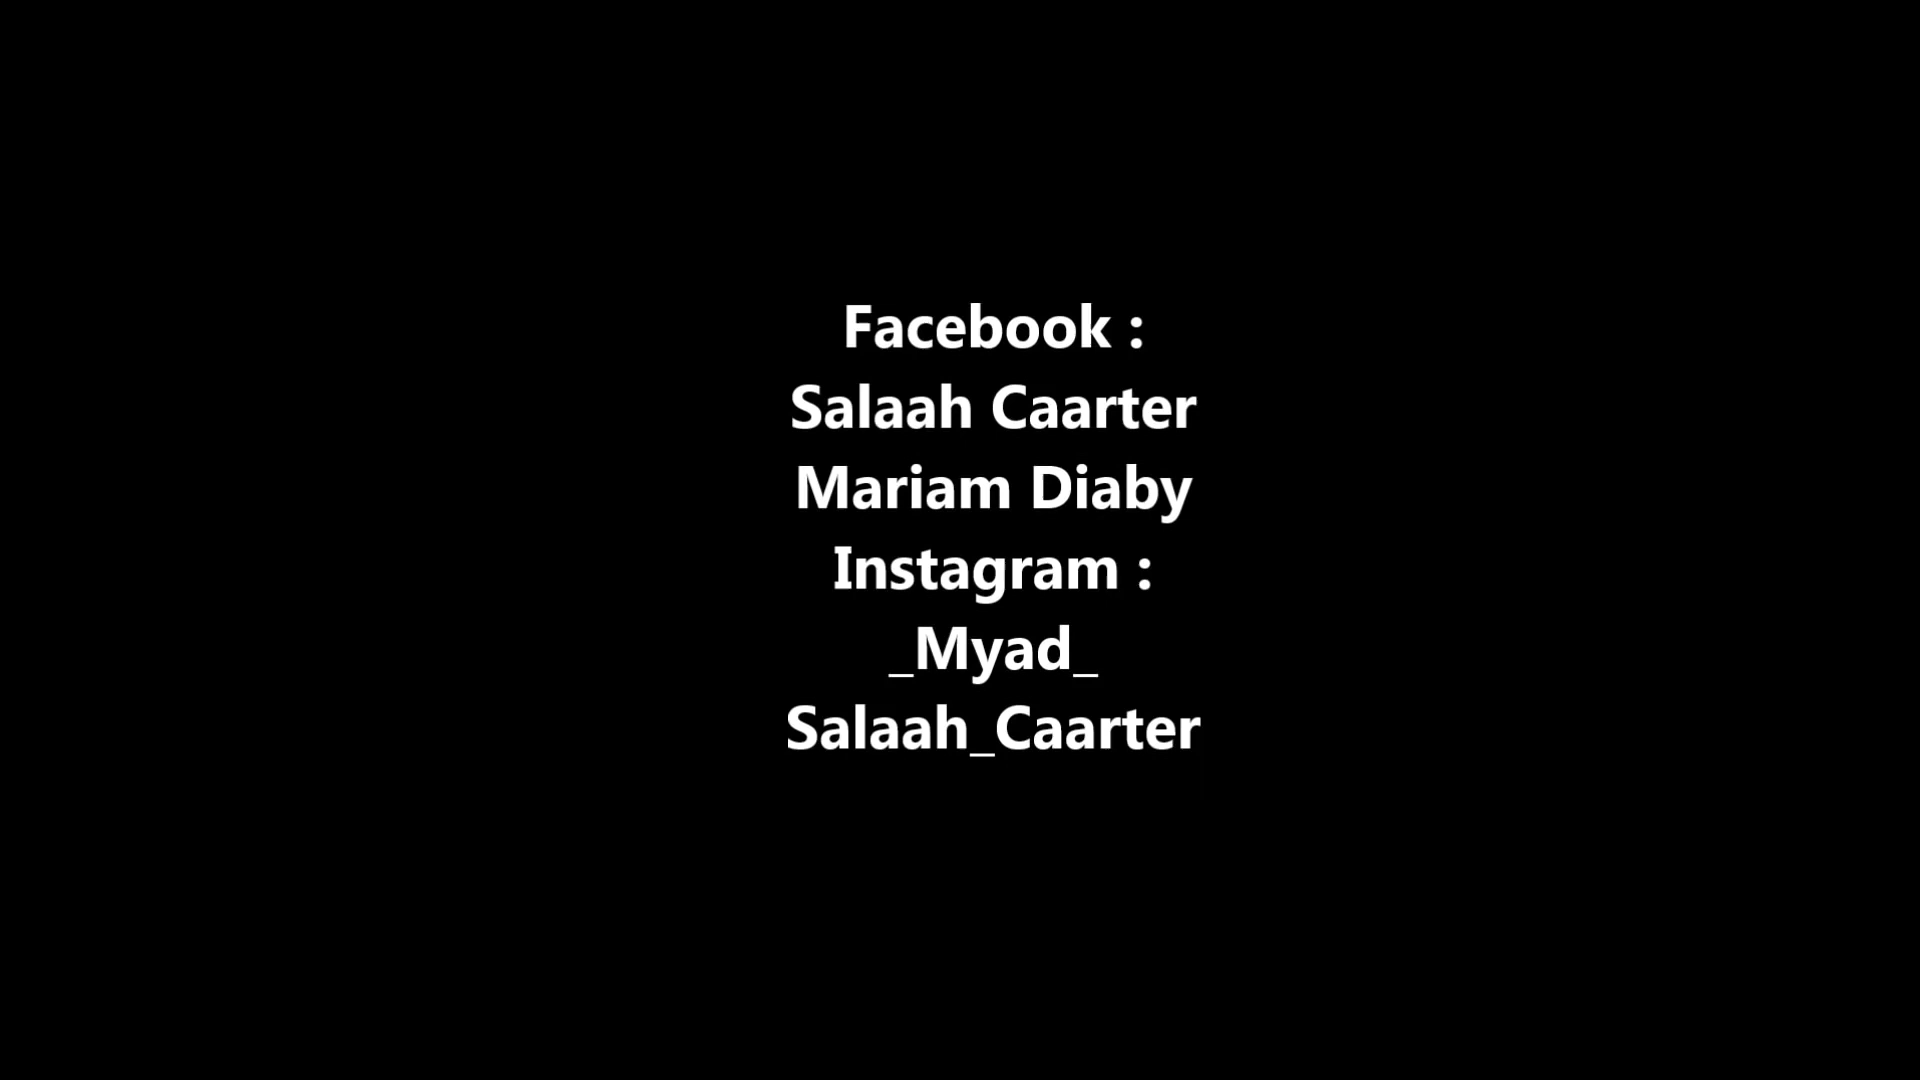 Facebook :
Salaah Caarter
Mariam Diaby
Instagram :
_Myad_
Salaah_Caarter